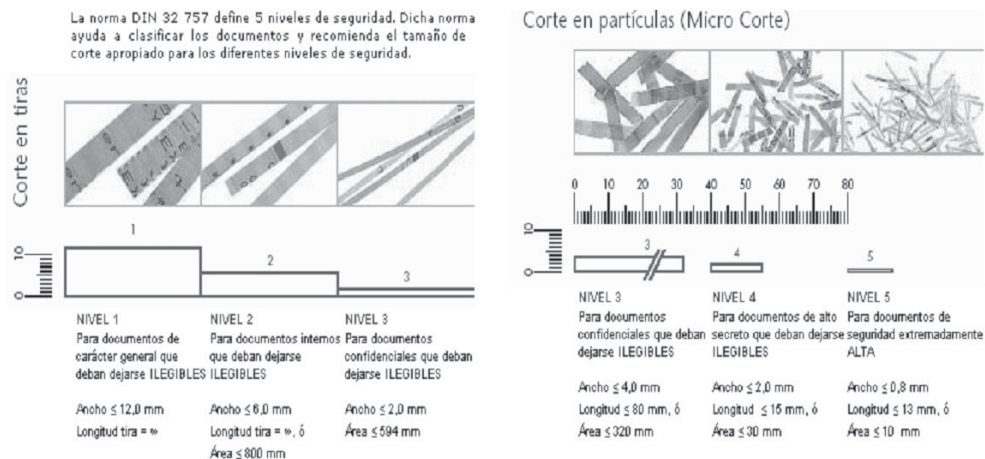 La norma DIN 32 757 define 5 niveles de seguridad. Dicha norma
ayuda a clasificar los documentos y recomienda el tamaño de
corte apropiado para los diferentes niveles de seguridad.
Corte en tiras
10
0
1
2
3
NIVEL 1
Para documentos de
carácter general que
deban dejarse ILEGIBLES
Ancho ≤ 12,0 mm
Longitud tira = ∞
NIVEL 2
Para documentos internos
que deban dejarse
ILEGIBLES
Ancho ≤ 6,0 mm
Longitud tira = ∞, ó
Área ≤ 800 mm
NIVEL 3
Para documentos
confidenciales que deban
dejarse ILEGIBLES
Ancho ≤ 2,0 mm
Área ≤ 594 mm
Corte en partículas (Micro Corte)
0 10 20 30 40 50 60 70 80
10
0
3
4
5
NIVEL 3
Para documentos
confidenciales que deban
dejarse ILEGIBLES
Ancho ≤ 4,0 mm
Longitud ≤ 80 mm, ó
Área ≤ 320 mm
NIVEL 4
Para documentos de alto
secreto que deban dejarse
ILEGIBLES
Ancho ≤ 2,0 mm
Longitud ≤ 15 mm, ó
Área ≤ 30 mm
NIVEL 5
Para documentos de
seguridad extremadamente
ALTA
Ancho ≤ 0,8 mm
Longitud ≤ 13 mm, ó
Área ≤ 10 mm